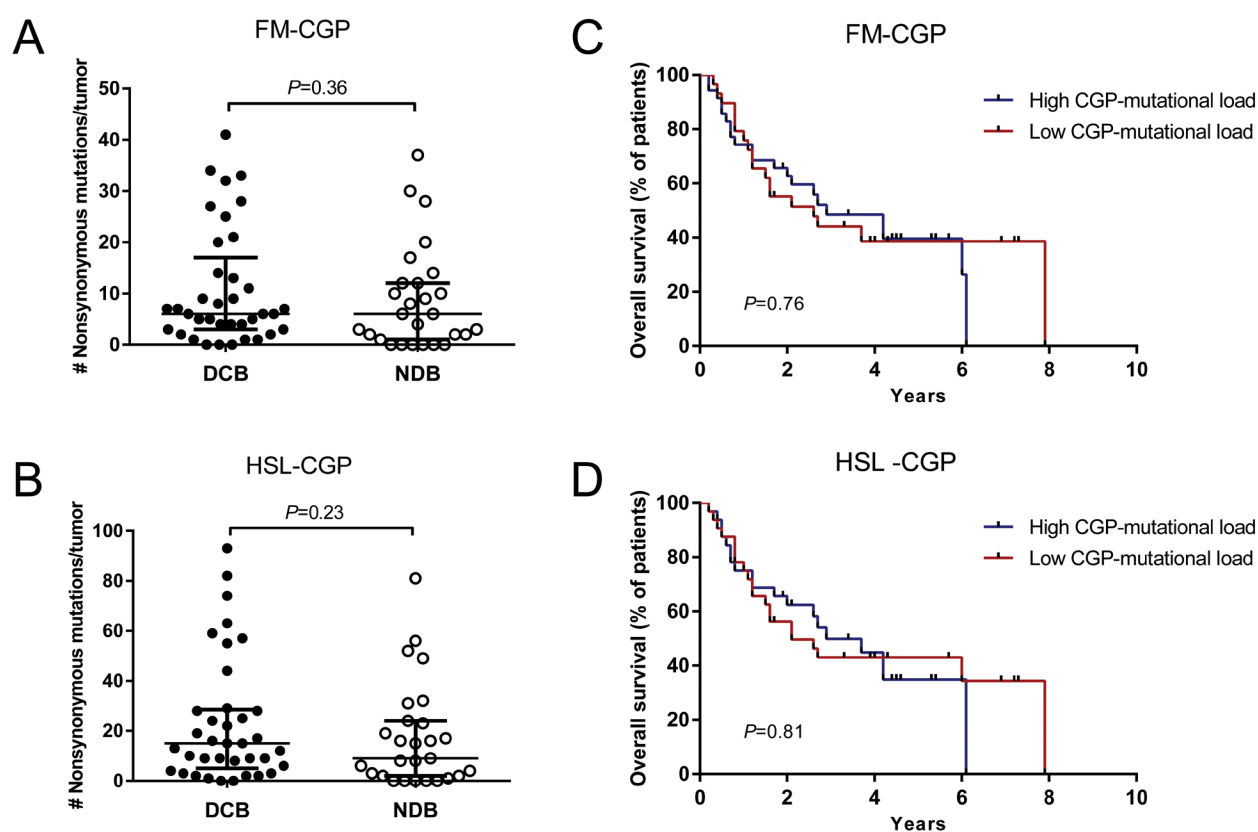 A
FM-CGP
# Nonsynonymous mutations/tumor
50
40
30
20
10
0
P=0.36
DCB
NDB
B
HSL-CGP
# Nonsynonymous mutations/tumor
100
80
60
40
20
0
P=0.23
DCB
NDB
C
FM-CGP
Overall survival (% of patients)
100
80
60
40
20
0
High CGP-mutational load
Low CGP-mutational load
P=0.76
0 2 4 6 8 10
Years
D
HSL -CGP
Overall survival (% of patients)
100
80
60
40
20
0
High CGP-mutational load
Low CGP-mutational load
P=0.81
0 2 4 6 8 10
Years